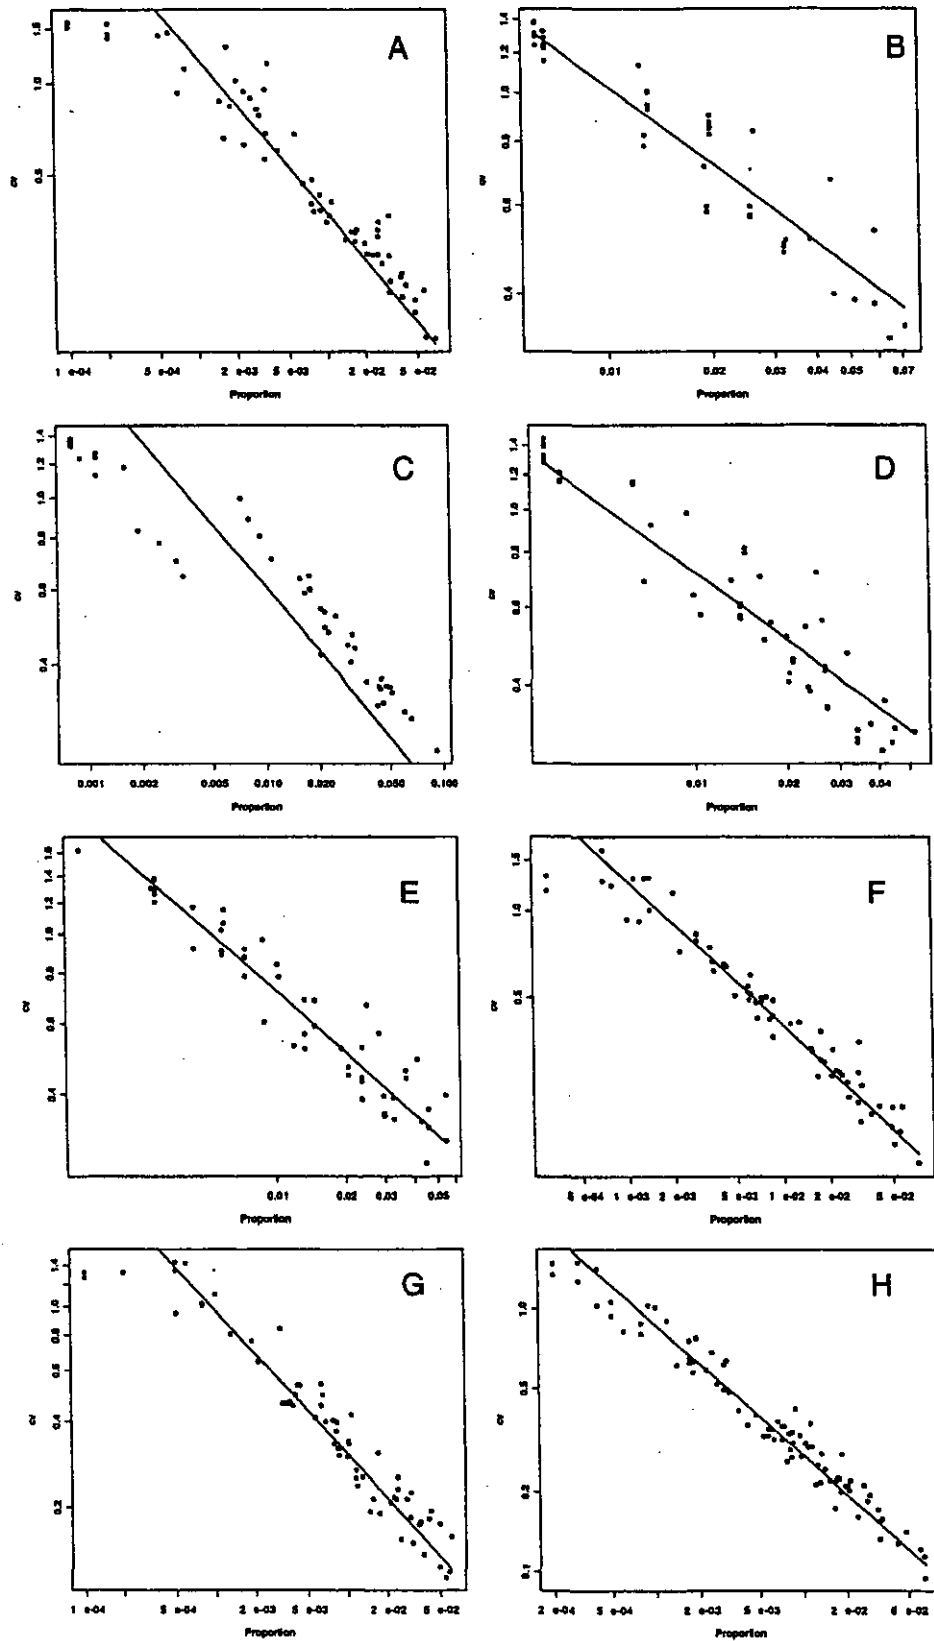 A
1.5
1.0
0.5
cv
1 e-04 5 e-04 2 e-03 5 e-03 2 e-02 5 e-02
Proportion
B
1.4
1.2
1.0
0.8
0.6
0.4
cv
0.01 0.02 0.03 0.04 0.05 0.07
Proportion
C
1.4
1.2
1.0
0.8
0.6
0.4
cv
0.001 0.002 0.005 0.010 0.020 0.050 0.100
Proportion
D
1.4
1.2
1.0
0.8
0.6
0.4
cv
0.01 0.02 0.03 0.04
Proportion
E
1.6
1.4
1.2
1.0
0.8
0.6
0.4
cv
0.01 0.02 0.03 0.05
Proportion
F
1.5
1.0
0.5
cv
5 e-04 1 e-03 2 e-03 5 e-03 1 e-02 2 e-02 5 e-02
Proportion
G
1.4
1.0
0.8
0.6
0.4
0.2
cv
1 e-04 5 e-04 2 e-03 5 e-03 2 e-02 5 e-02
Proportion
H
1.0
0.5
0.2
0.1
cv
2 e-04 5 e-04 2 e-03 5 e-03 2 e-02 5 e-02
Proportion